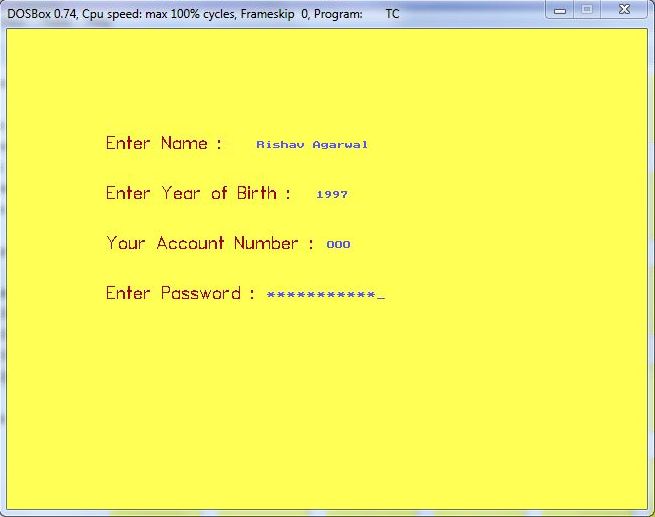 DOSBox 0.74, Cpu speed: max 100% cycles, Frameskip 0, Program: TC
Enter Name : Rishav Agarwal
Enter Year of Birth : 1997
Your Account Number : 000
Enter Password : ***********_